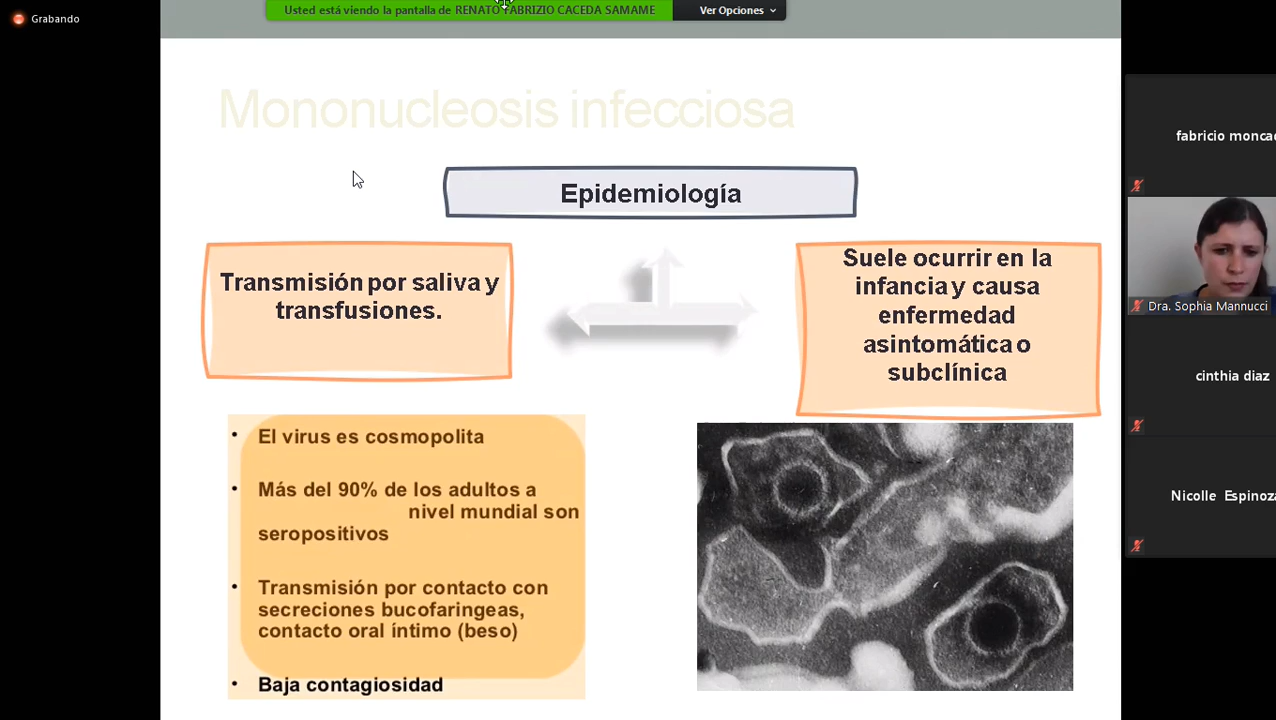 Grabando
Usted está viendo la pantalla de RENATO FABRIZIO CACEDA SAMAME
Ver Opciones
Mononucleosis infecciosa
Epidemiología
Transmisión por saliva y
transfusiones.
Suele ocurrir en la
infancia y causa
enfermedad
asintomática o
subclínica
• El virus es cosmopolita
• Más del 90% de los adultos a
nivel mundial son
seropositivos
• Transmisión por contacto con
secreciones bucofaringeas,
contacto oral íntimo (beso)
• Baja contagiosidad
fabricio moncad
Dra. Sophia Mannucci
cinthia diaz
Nicolle Espinoza